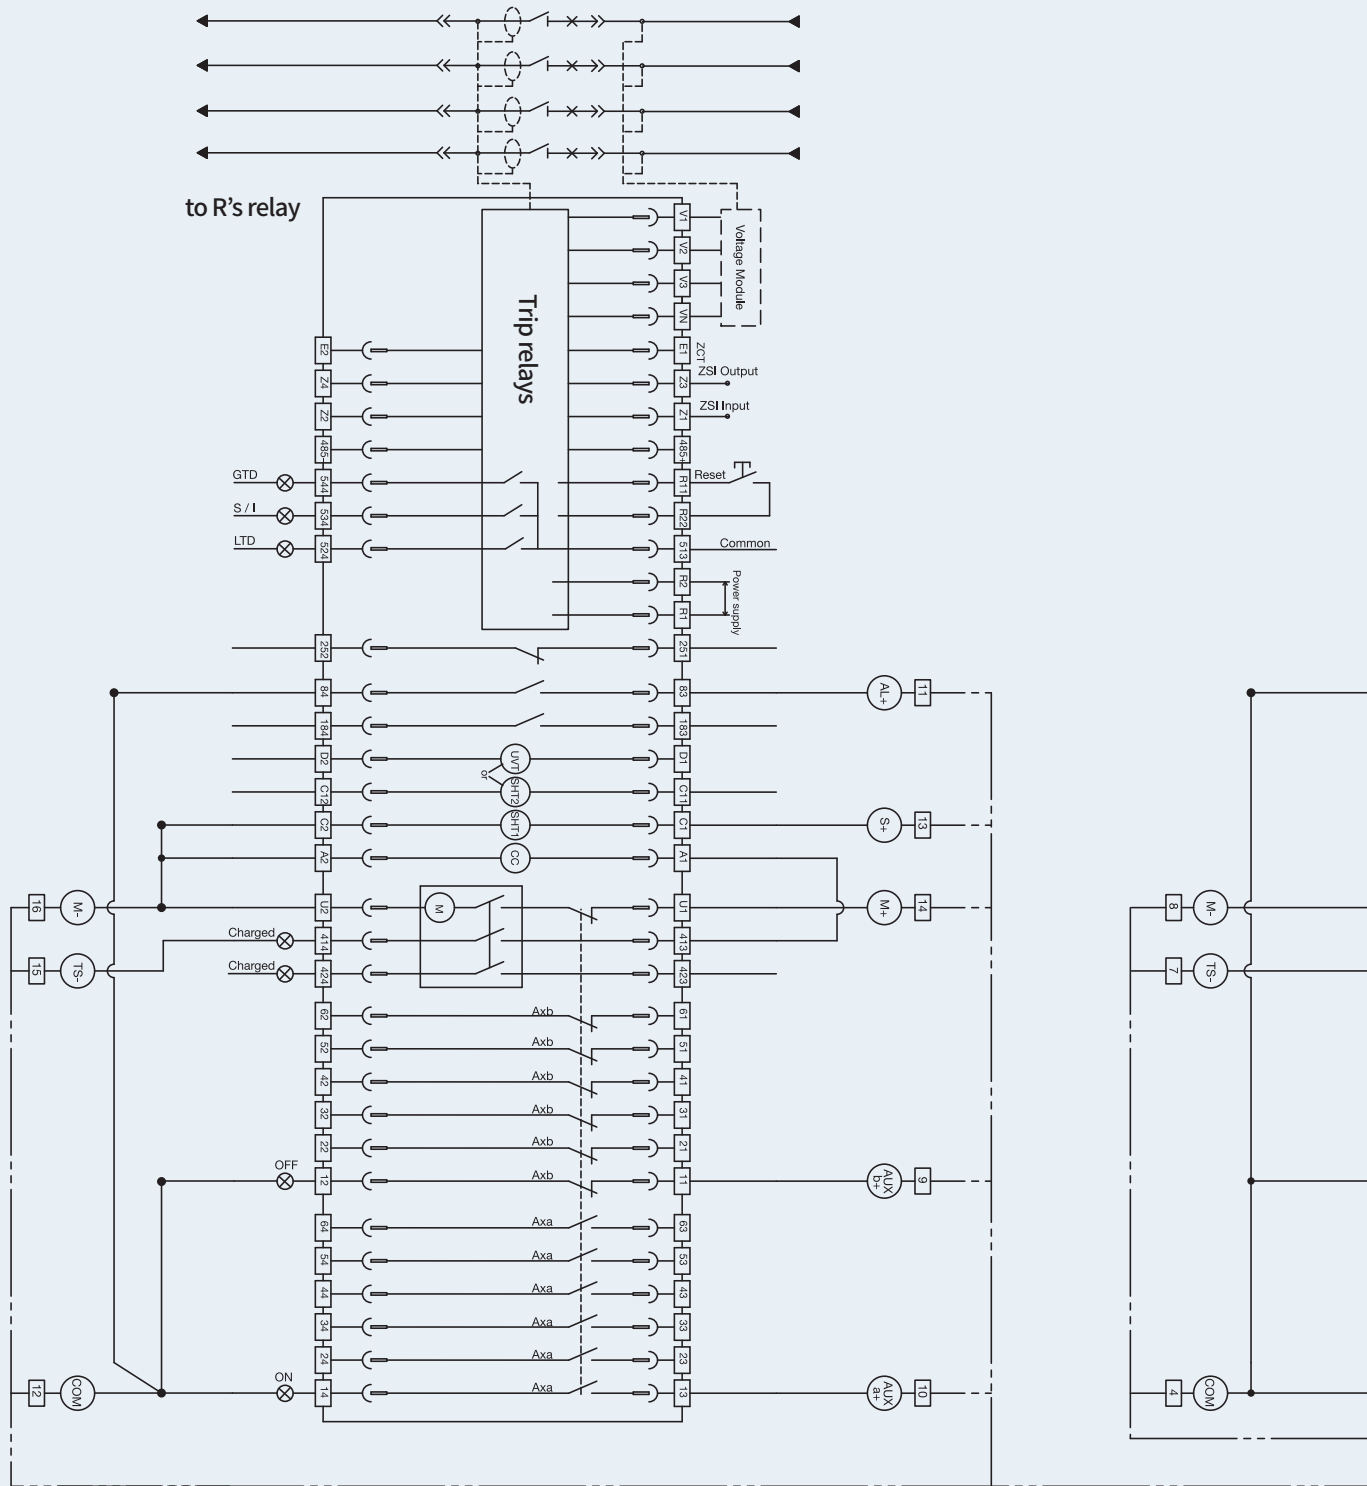 to R's relay
V1
Voltage Module
V2
V3
VN
Trip relays
E2
E1
ZCT
Z4
Z3
ZSI Output
Z2
Z1
ZSI Input
485-
485+
GTD
544
R11
Reset
S / I
534
R22
LTD
524
513
Common
R2
Power supply
R1
252
251
84
83
AL+
11
184
183
D2
UVT
D1
or
C12
SHT2
C11
C2
SHT1
C1
S+
13
A2
CC
A1
16
M-
U2
M
U1
M+
14
8
M-
Charged
414
413
15
TS-
Charged
424
423
7
TS-
62
Axb
61
52
Axb
51
42
Axb
41
32
Axb
31
22
Axb
21
OFF
12
Axb
11
AUX
b+
9
64
Axa
63
54
Axa
53
44
Axa
43
34
Axa
33
24
Axa
23
12
COM
ON
14
Axa
13
AUX
a+
10
4
COM